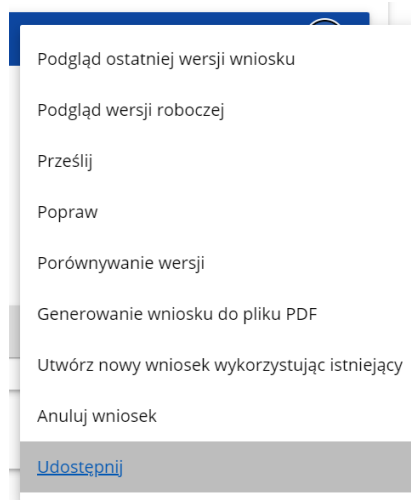 Podgląd ostatniej wersji wniosku
Podgląd wersji roboczej
Prześlij
Popraw
Porównywanie wersji
Generowanie wniosku do pliku PDF
Utwórz nowy wniosek wykorzystując istniejący
Anuluj wniosek
Udostępnij